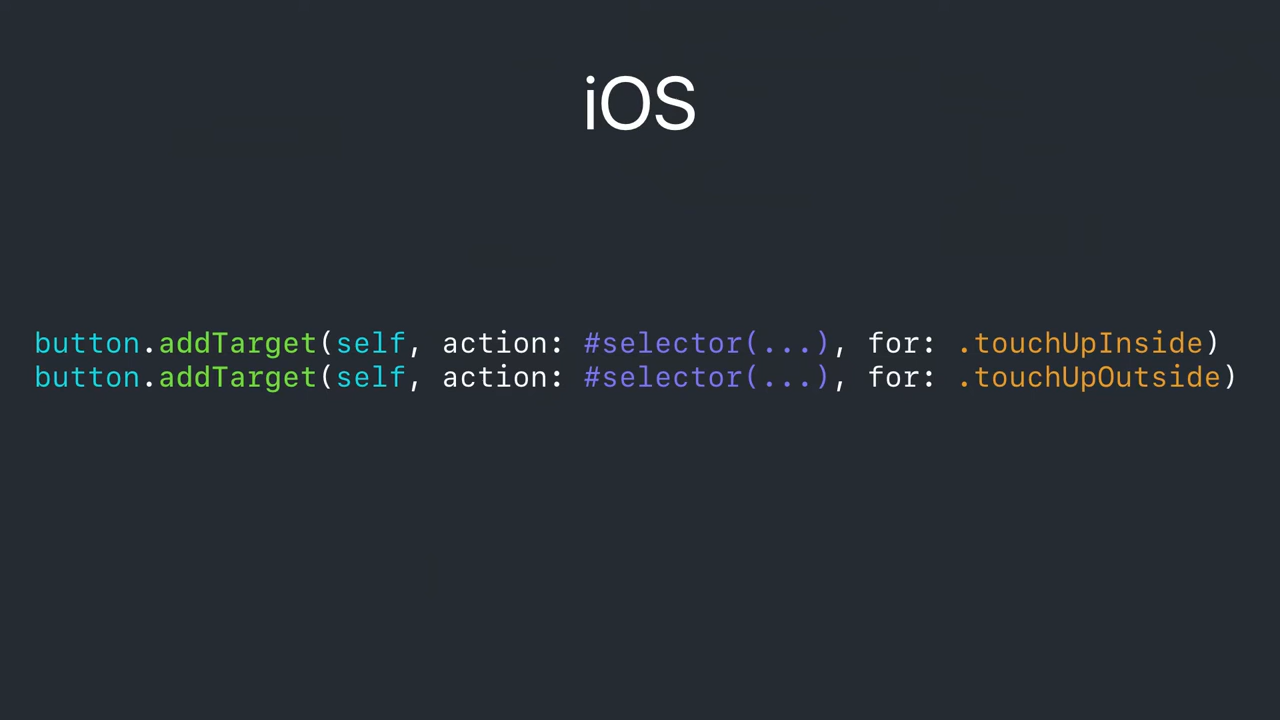 iOS
button.addTarget(self, action: #selector(...), for: .touchUpInside)
button.addTarget(self, action: #selector(...), for: .touchUpOutside)